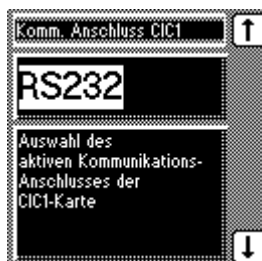 Komm. Anschluss CIC1
RS232
Auswahl des
aktiven Kommunikations-
Anschlusses der
CIC1-Karte